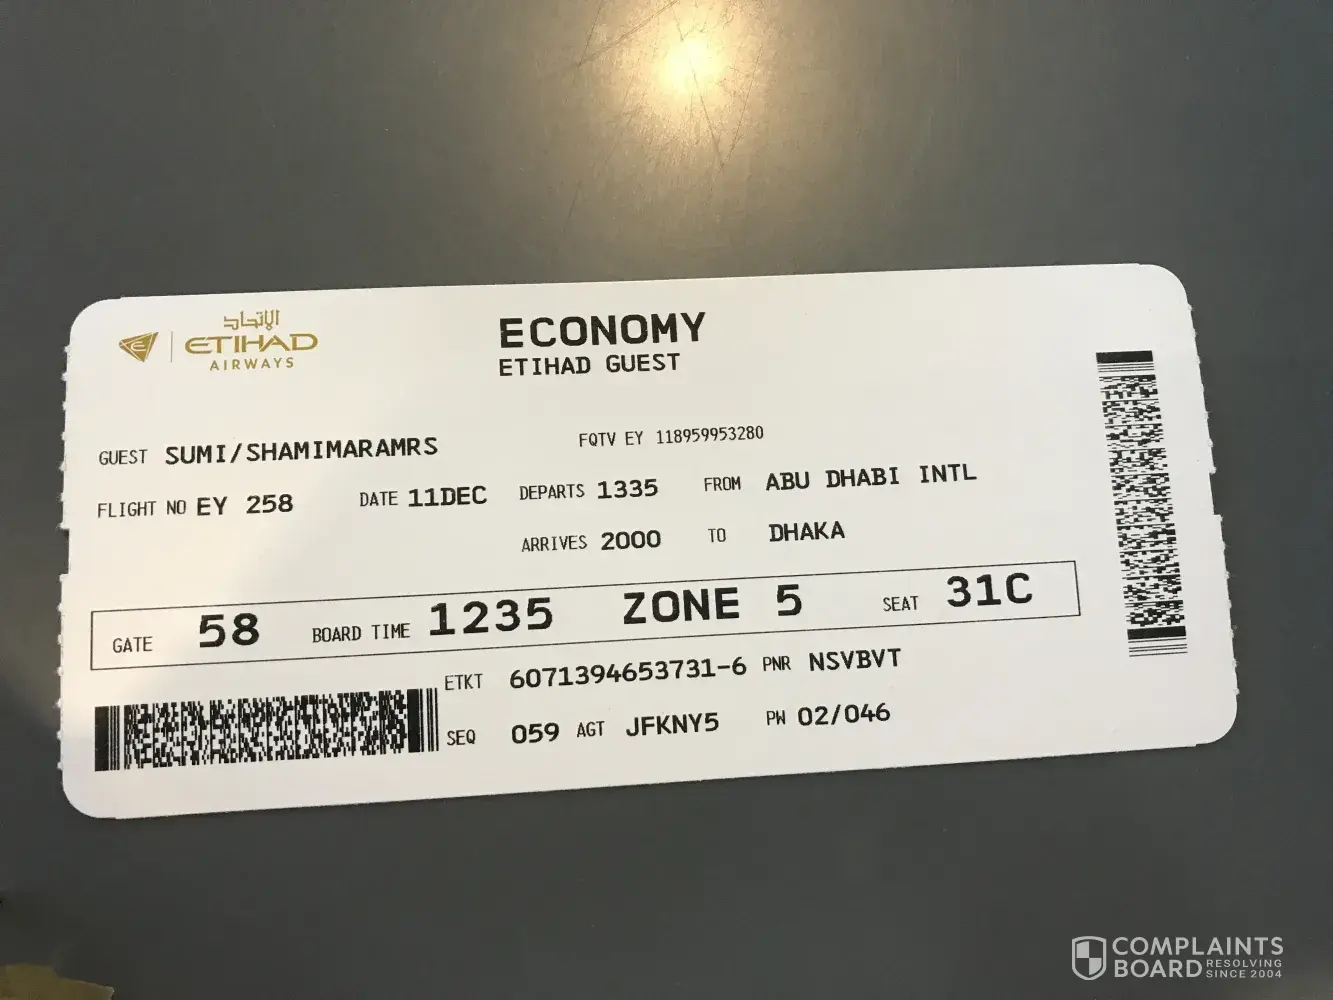 الإتحاد
ETIHAD
AIRWAYS
ECONOMY
ETIHAD GUEST
GUEST SUMI/SHAMIMARAMRS FQTV EY 118959953280
FLIGHT NO EY 258 DATE 11DEC DEPARTS 1335 FROM ABU DHABI INTL
ARRIVES 2000 TO DHAKA
GATE 58 BOARD TIME 1235 ZONE 5 SEAT 31C
ETKT 6071394653731-6 PNR NSVBVT
SEQ 059 AGT JFKNY5 PW 02/046
COMPLAINTS
BOARD RESOLVING
SINCE 2004